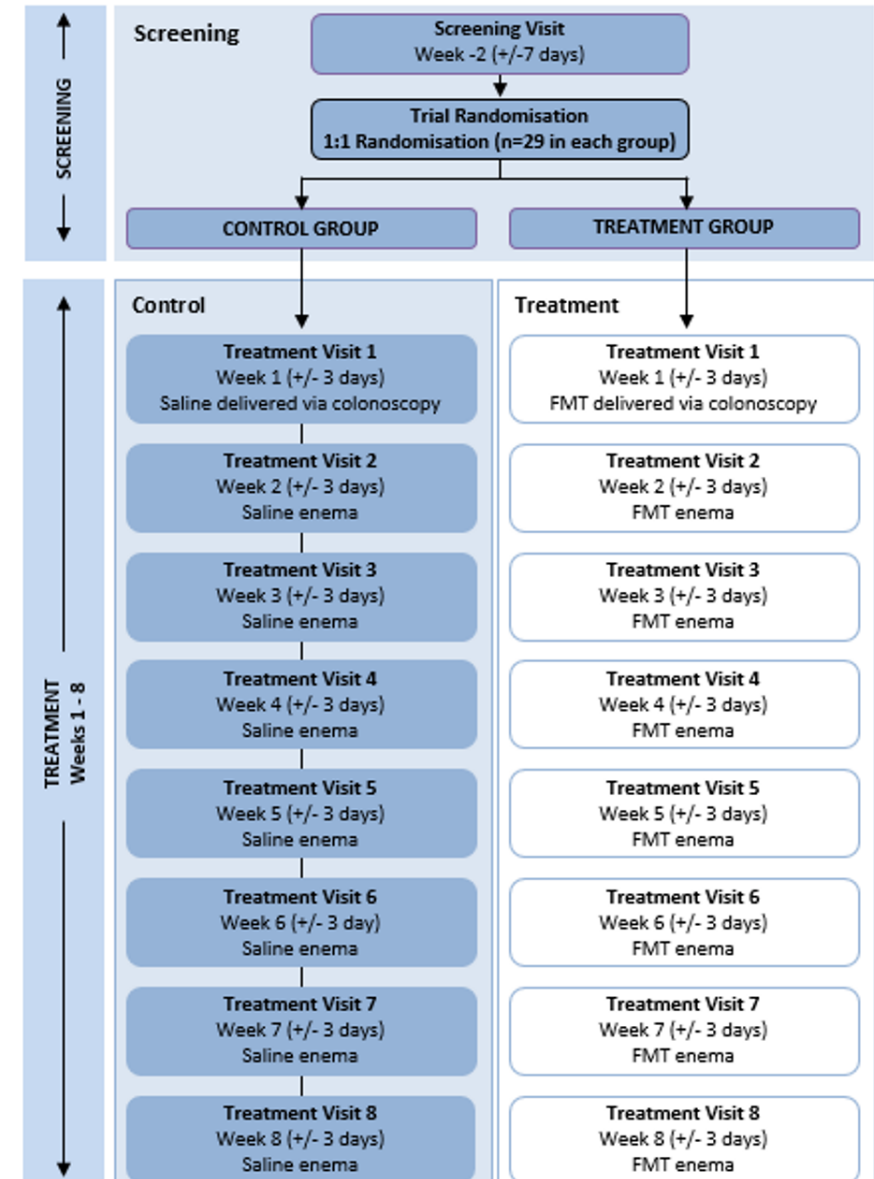 SCREENING
Screening
Screening Visit
Week -2 (+/-7 days)
Trial Randomisation
1:1 Randomisation (n=29 in each group)
CONTROL GROUP
TREATMENT GROUP
TREATMENT
Weeks 1 - 8
Control
Treatment Visit 1
Week 1 (+/- 3 days)
Saline delivered via colonoscopy
Treatment Visit 2
Week 2 (+/- 3 days)
Saline enema
Treatment Visit 3
Week 3 (+/- 3 days)
Saline enema
Treatment Visit 4
Week 4 (+/- 3 days)
Saline enema
Treatment Visit 5
Week 5 (+/- 3 days)
Saline enema
Treatment Visit 6
Week 6 (+/- 3 day)
Saline enema
Treatment Visit 7
Week 7 (+/- 3 days)
Saline enema
Treatment Visit 8
Week 8 (+/- 3 days)
Saline enema
Treatment
Treatment Visit 1
Week 1 (+/- 3 days)
FMT delivered via colonoscopy
Treatment Visit 2
Week 2 (+/- 3 days)
FMT enema
Treatment Visit 3
Week 3 (+/- 3 days)
FMT enema
Treatment Visit 4
Week 4 (+/- 3 days)
FMT enema
Treatment Visit 5
Week 5 (+/- 3 days)
FMT enema
Treatment Visit 6
Week 6 (+/- 3 days)
FMT enema
Treatment Visit 7
Week 7 (+/- 3 days)
FMT enema
Treatment Visit 8
Week 8 (+/- 3 days)
FMT enema